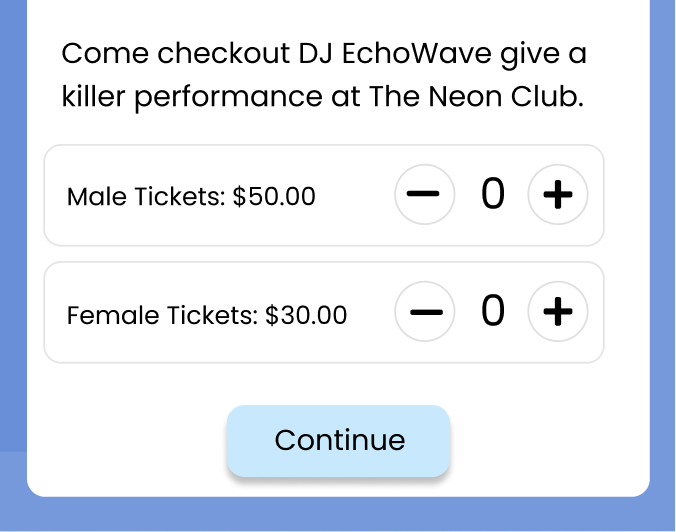 Come checkout DJ EchoWave give a
killer performance at The Neon Club.
Male Tickets: $50.00 0
Female Tickets: $30.00 0
Continue